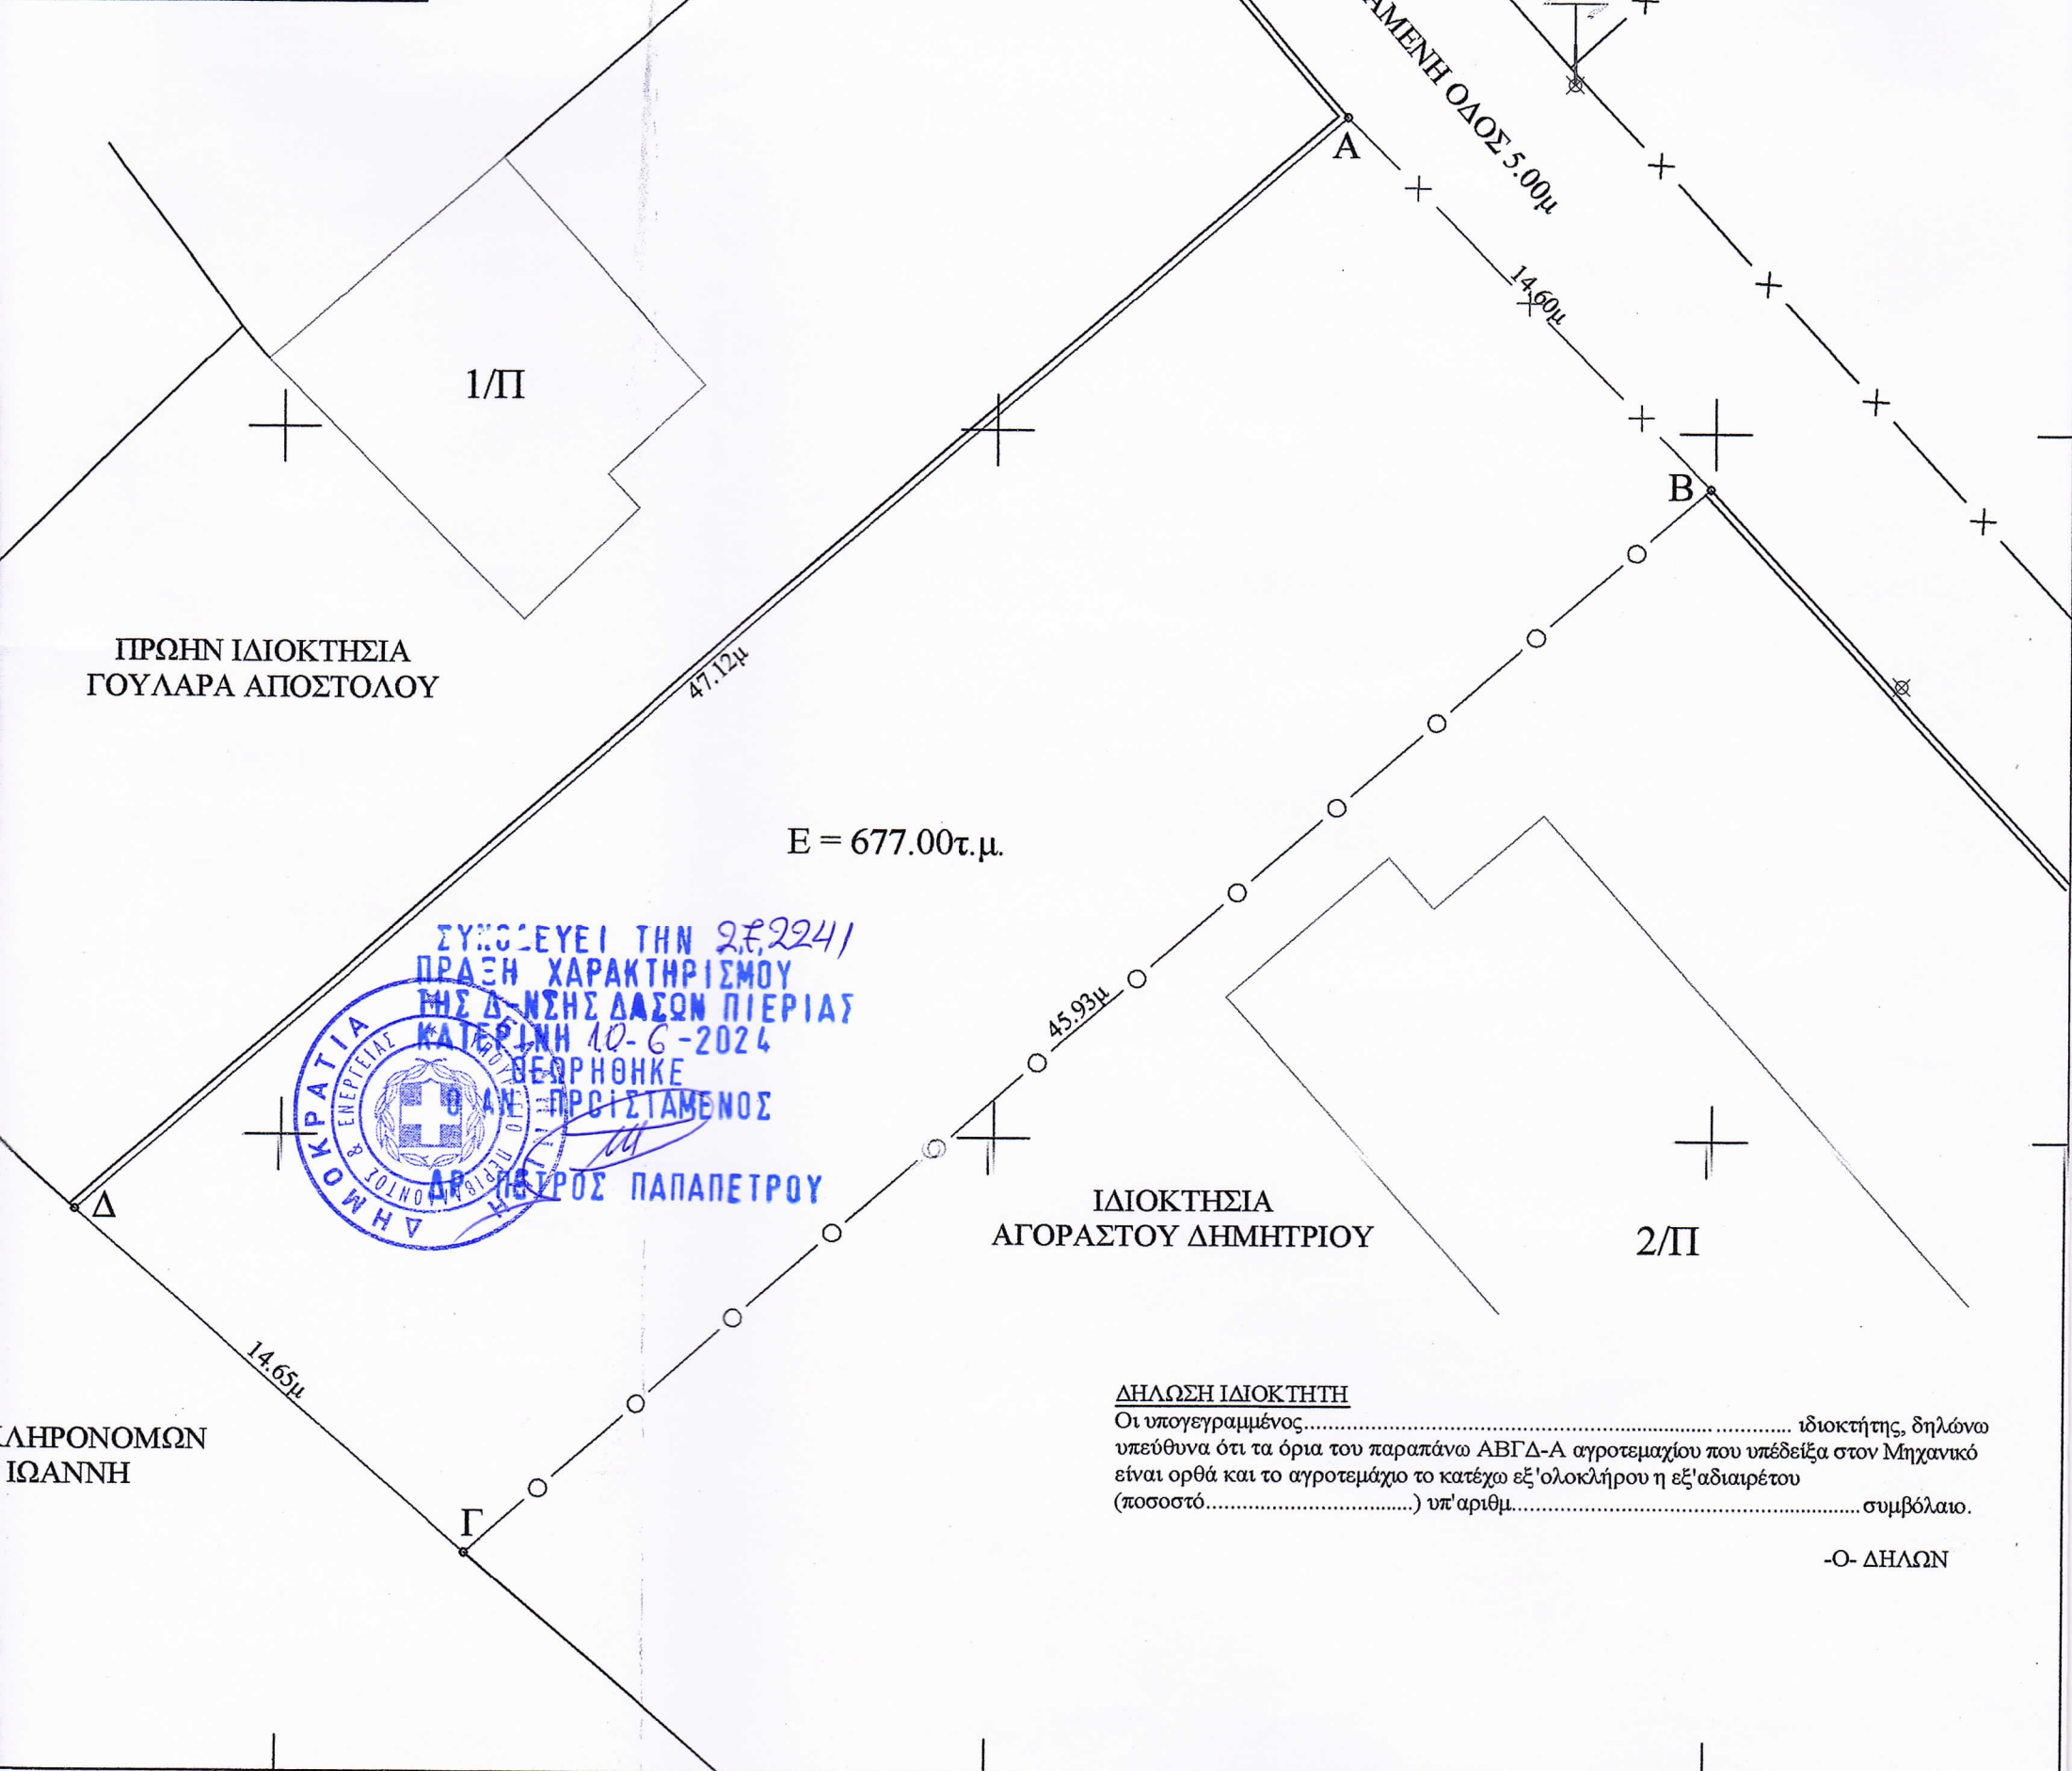 ΑΜΕΝΗ ΟΔΟΣ 5.00μ
Α
14.60μ
Β
1/Π
47.12μ
ΠΡΩΗΝ ΙΔΙΟΚΤΗΣΙΑ
ΓΟΥΛΑΡΑ ΑΠΟΣΤΟΛΟΥ
Ε = 677.00τ.μ.
ΣΥΝΟΔΕΥΕΙ ΤΗΝ
ΠΡΑΞΗ ΧΑΡΑΚΤΗΡΙΣΜΟΥ
ΤΗΣ Δ-ΝΣΗΣ ΔΑΣΩΝ ΠΙΕΡΙΑΣ
ΚΑΤΕΡΙΝΗ 10-6-2024
ΘΕΩΡΗΘΗΚΕ
Ο ΑΝ. ΠΡΟΙΣΤΑΜΕΝΟΣ
ΔΡ ΠΕΤΡΟΣ ΠΑΠΑΠΕΤΡΟΥ
ΔΗΜΟΚΡΑΤΙΑ
ΠΕΡΙΒΑΛΛΟΝΤΟΣ & ΕΝΕΡΓΕΙΑΣ
45.93μ
Δ
ΙΔΙΟΚΤΗΣΙΑ
ΑΓΟΡΑΣΤΟΥ ΔΗΜΗΤΡΙΟΥ
2/Π
14.65μ
ΛΗΡΟΝΟΜΩΝ
ΙΩΑΝΝΗ
Γ
ΔΗΛΩΣΗ ΙΔΙΟΚΤΗΤΗ
Οι υπογεγραμμένος.................................................................................. ιδιοκτήτης, δηλώνω
υπεύθυνα ότι τα όρια του παραπάνω ΑΒΓΔ-Α αγροτεμαχίου που υπέδείξα στον Μηχανικό
είναι ορθά και το αγροτεμάχιο το κατέχω εξ'ολοκλήρου η εξ'αδιαιρέτου
(ποσοστό..................................) υπ'αριθμ.........................................................συμβόλαιο.
-Ο- ΔΗΛΩΝ